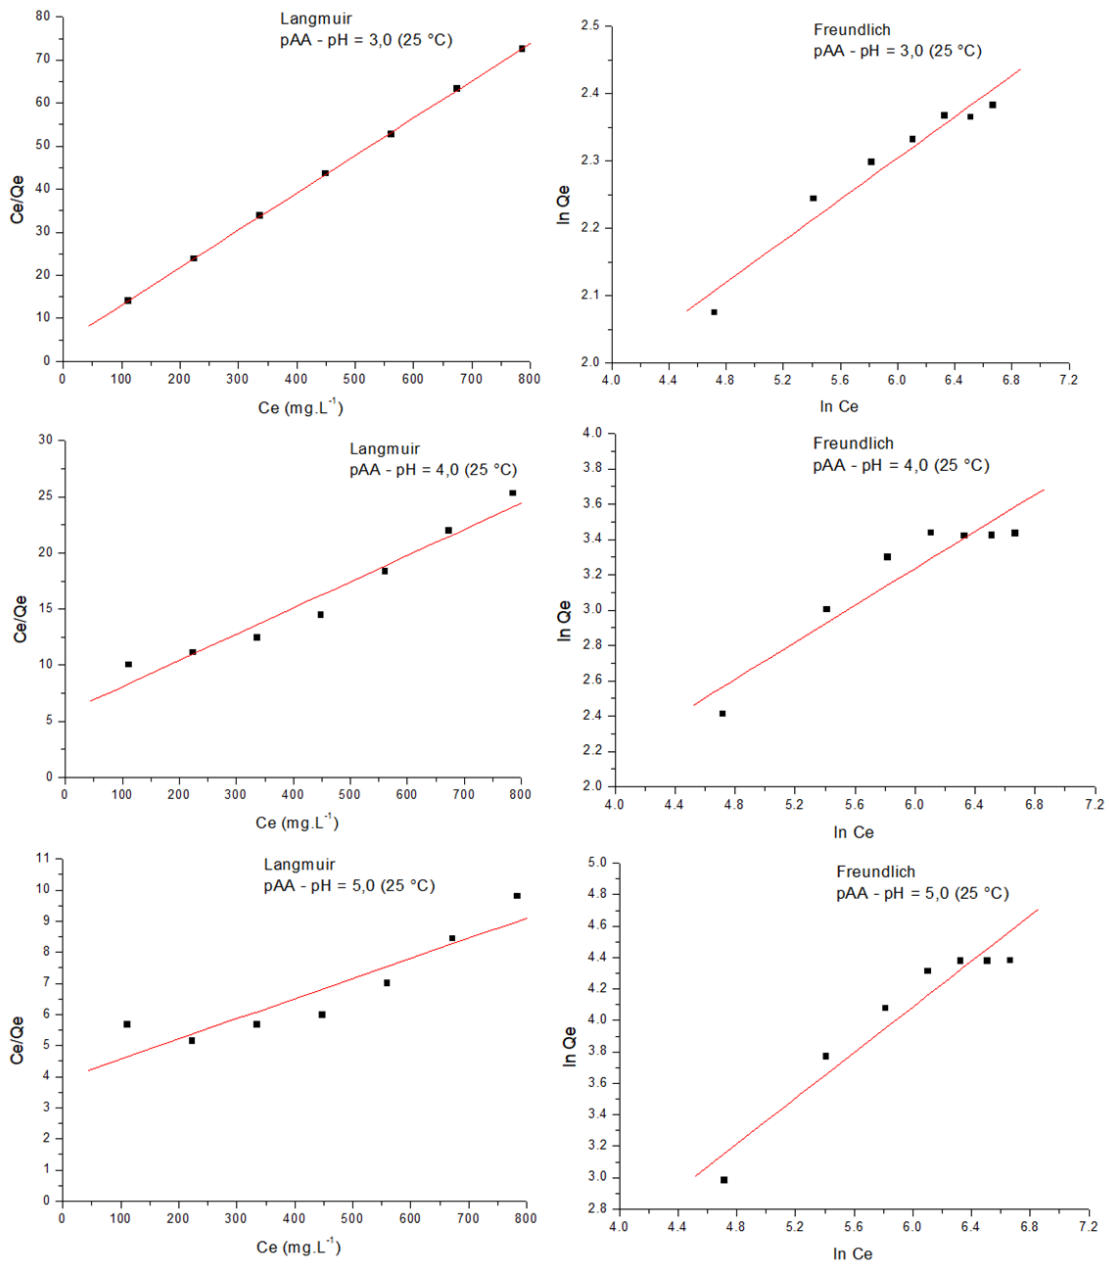 Langmuir
pAA - pH = 3,0 (25 °C)
Ce/Qe
80
70
60
50
40
30
20
10
0
0 100 200 300 400 500 600 700 800
Ce (mg.L⁻¹)
Freundlich
pAA - pH = 3,0 (25 °C)
ln Qe
2.5
2.4
2.3
2.2
2.1
2.0
4.0 4.4 4.8 5.2 5.6 6.0 6.4 6.8 7.2
ln Ce
Langmuir
pAA - pH = 4,0 (25 °C)
Ce/Qe
30
25
20
15
10
5
0
0 100 200 300 400 500 600 700 800
Ce (mg.L⁻¹)
Freundlich
pAA - pH = 4,0 (25 °C)
ln Qe
4.0
3.8
3.6
3.4
3.2
3.0
2.8
2.6
2.4
2.2
2.0
4.0 4.4 4.8 5.2 5.6 6.0 6.4 6.8 7.2
ln Ce
Langmuir
pAA - pH = 5,0 (25 °C)
Ce/Qe
11
10
9
8
7
6
5
4
3
2
1
0
0 100 200 300 400 500 600 700 800
Ce (mg.L⁻¹)
Freundlich
pAA - pH = 5,0 (25 °C)
ln Qe
5.0
4.8
4.6
4.4
4.2
4.0
3.8
3.6
3.4
3.2
3.0
2.8
4.0 4.4 4.8 5.2 5.6 6.0 6.4 6.8 7.2
ln Ce